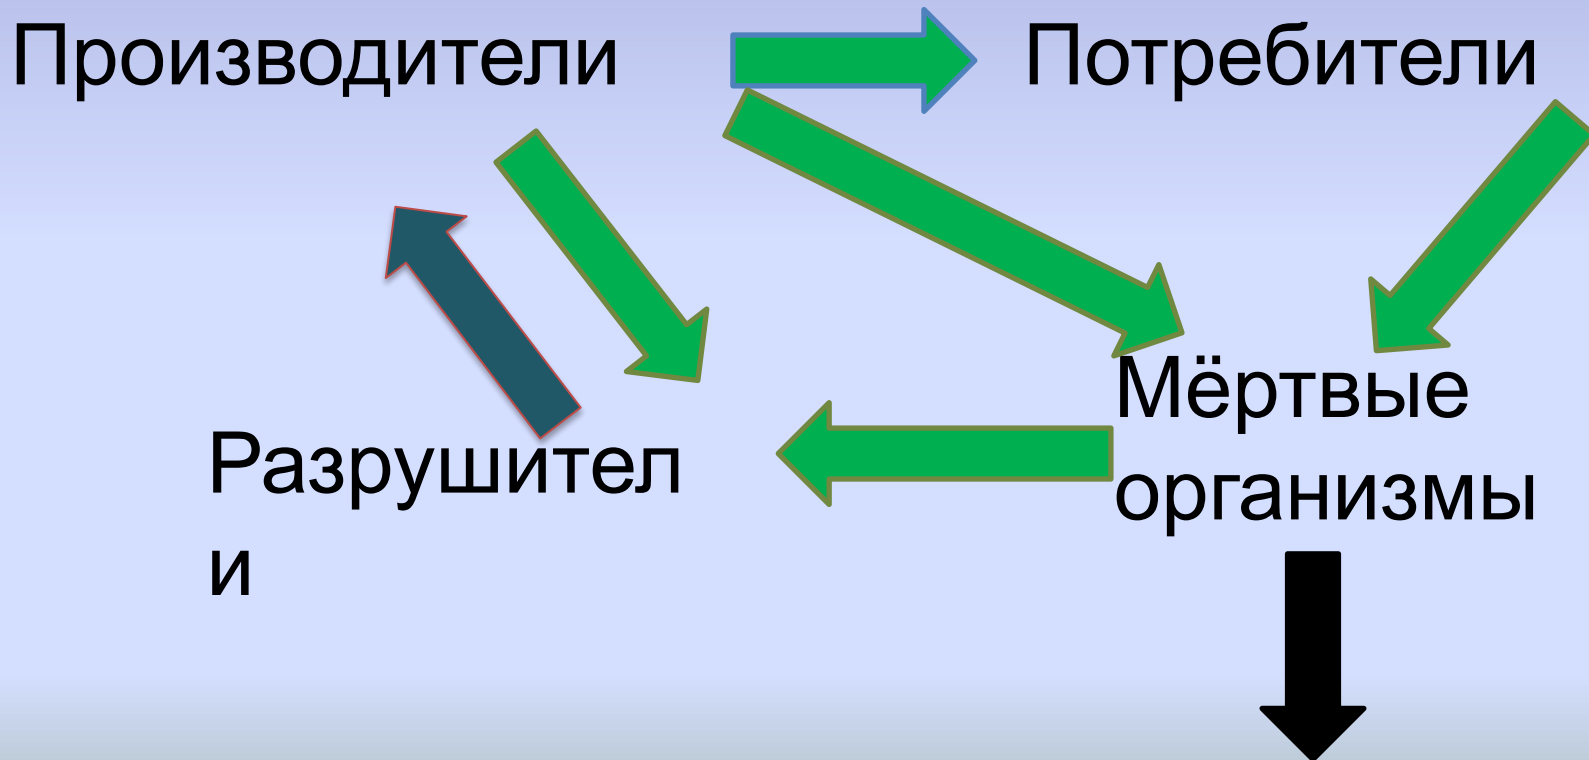 Производители
Потребители
Мёртвые
организмы
Разрушител
и